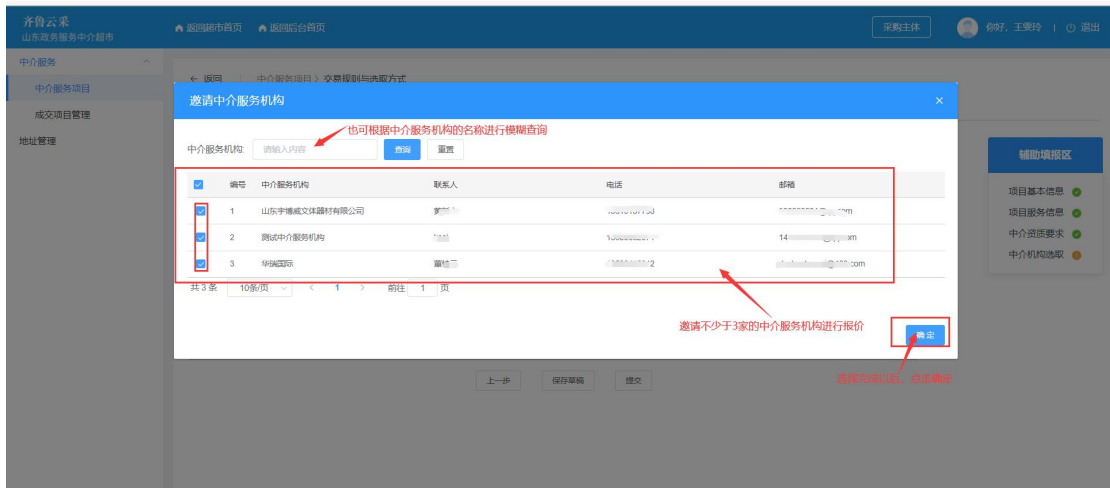 齐鲁云采
山东政务服务中介超市
返回超市首页 返回后台首页
采购主体
你好, 王雯玲 | 退出
中介服务
中介服务项目
成交项目管理
地址管理
← 返回 | 中介服务项目 > 交易规则与选取方式
邀请中介服务机构 ×
也可根据中介服务机构的名称进行模糊查询
中介服务机构: 请输入内容 查询 重置
编号 中介服务机构 联系人 电话 邮箱
1 山东宇博威文体器材有限公司
2 测试中介服务机构 14
3 华瑞国际 董 2 .com
共 3 条 10条/页 < 1 > 前往 1 页
邀请不少于3家的中介服务机构进行报价
确 定
选择完成以后,点击确定
上一步 保存草稿 提交
辅助填报区
项目基本信息
项目服务信息
中介资质要求
中介机构选取